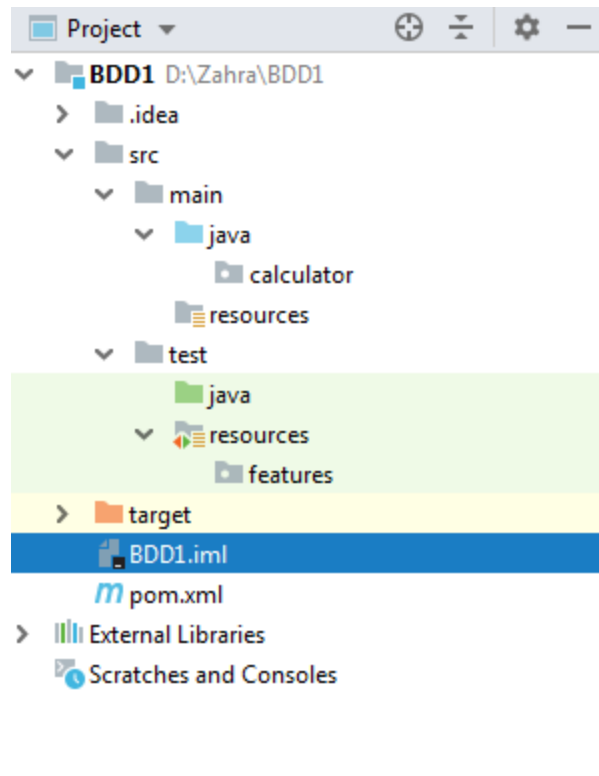 Project
BDD1 D:\Zahra\BDD1
.idea
src
main
java
calculator
resources
test
java
resources
features
target
BDD1.iml
m pom.xml
External Libraries
Scratches and Consoles